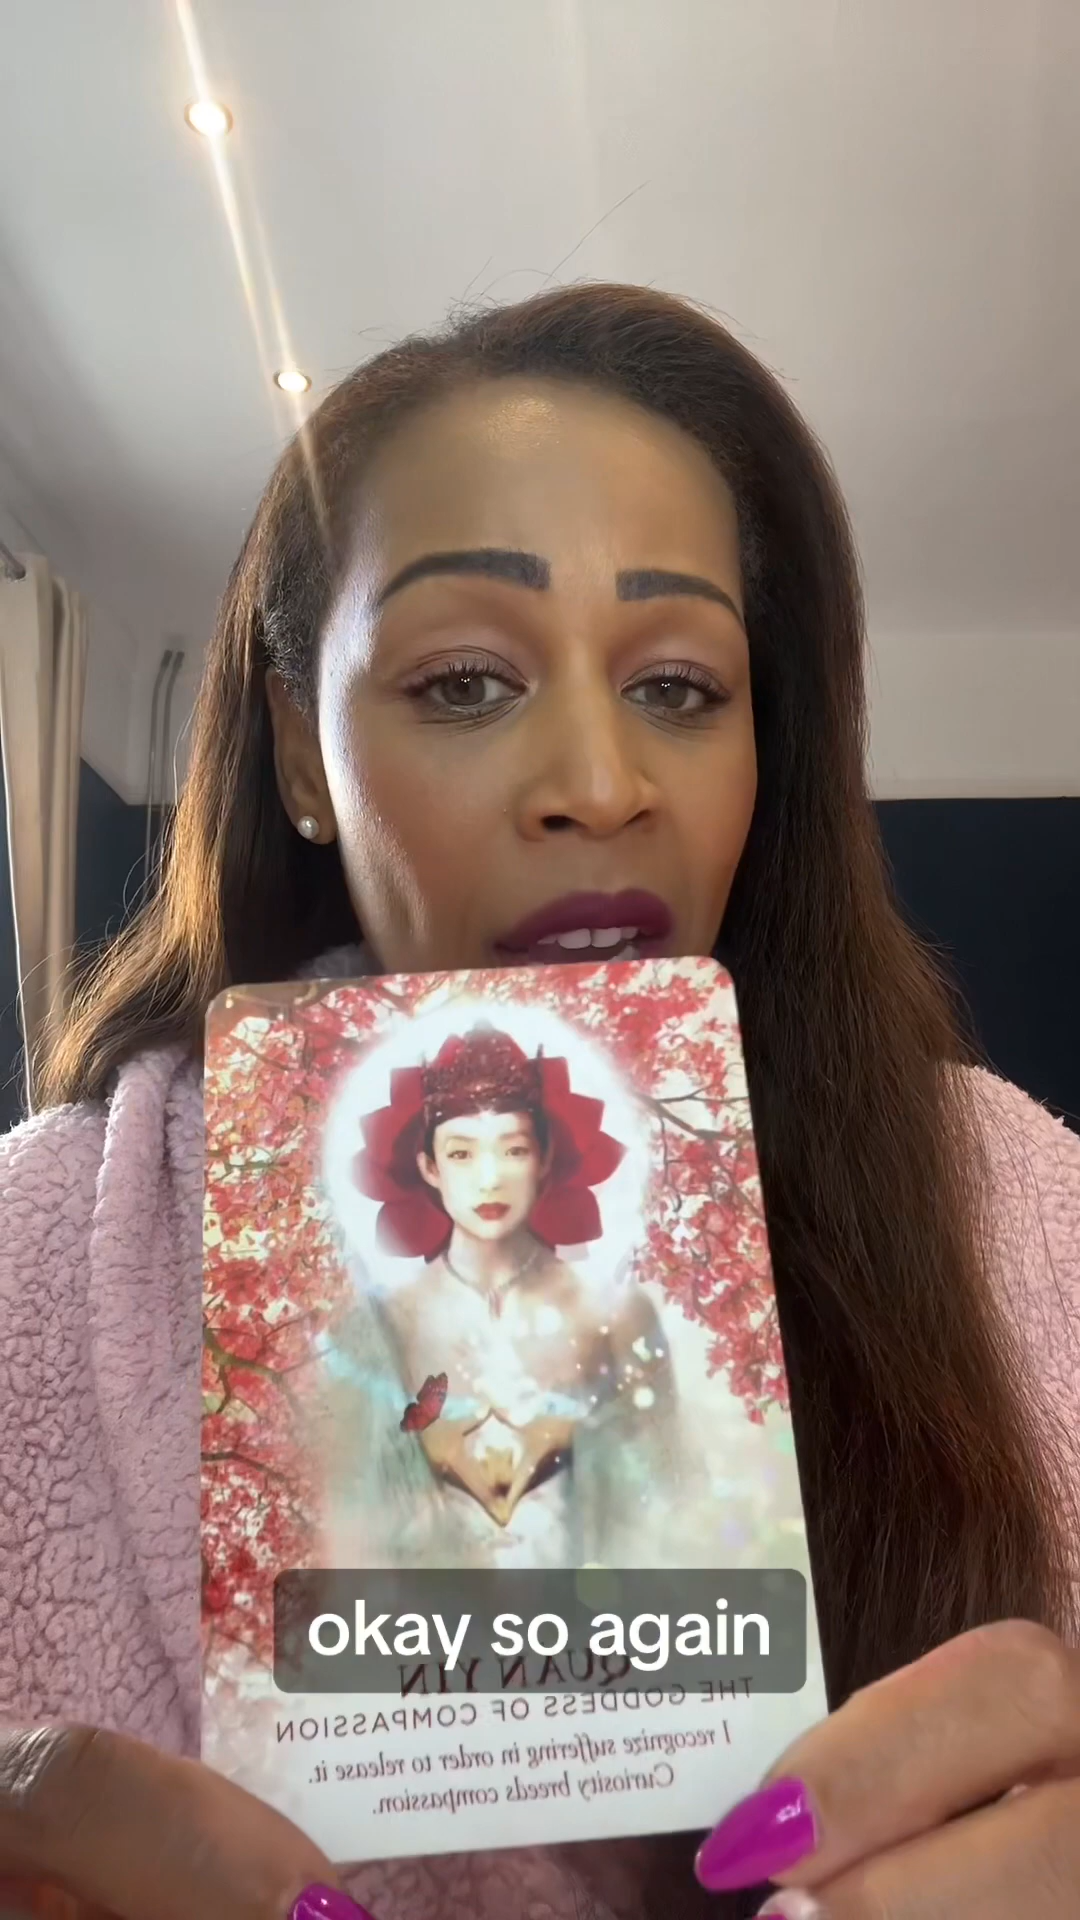 okay so again
QUAN YIN
THE GODDESS OF COMPASSION
I recognize suffering in order to release it.
Curiosity breeds compassion.